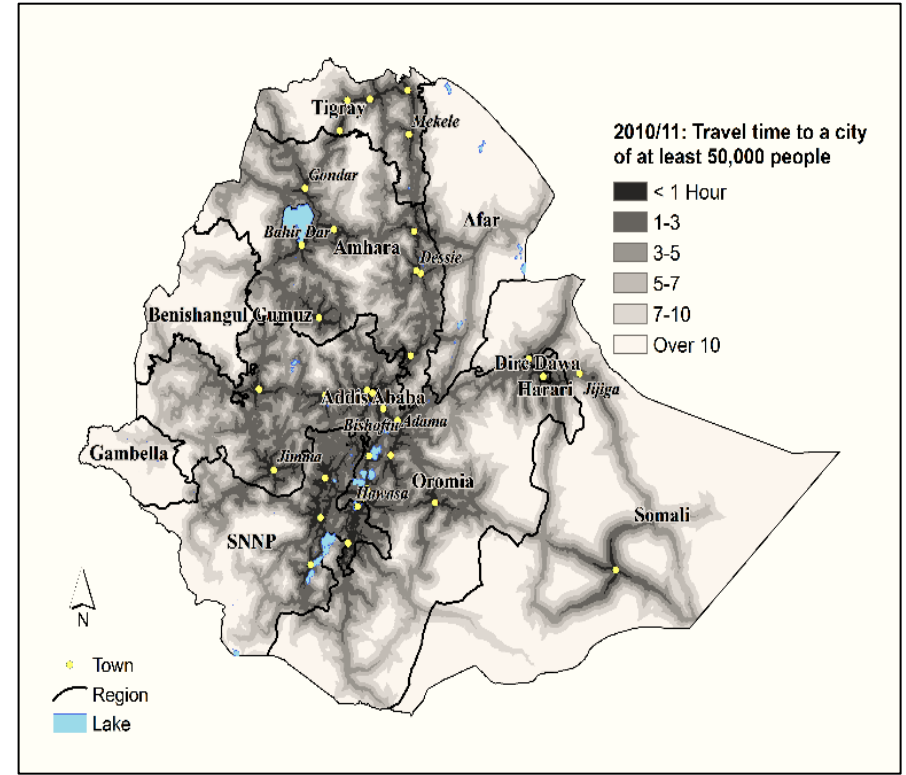 Tigray
Mekele
2010/11: Travel time to a city
of at least 50,000 people
< 1 Hour
1-3
3-5
5-7
7-10
Over 10
Gondar
Afar
Bahir Dar
Amhara
Dessie
Benishangul Gumuz
Dire Dawa
Harari
Jijiga
Addis Ababa
Bishoftu
Adama
Gambella
Jimma
Oromia
Hawasa
Somali
SNNP
N
Town
Region
Lake